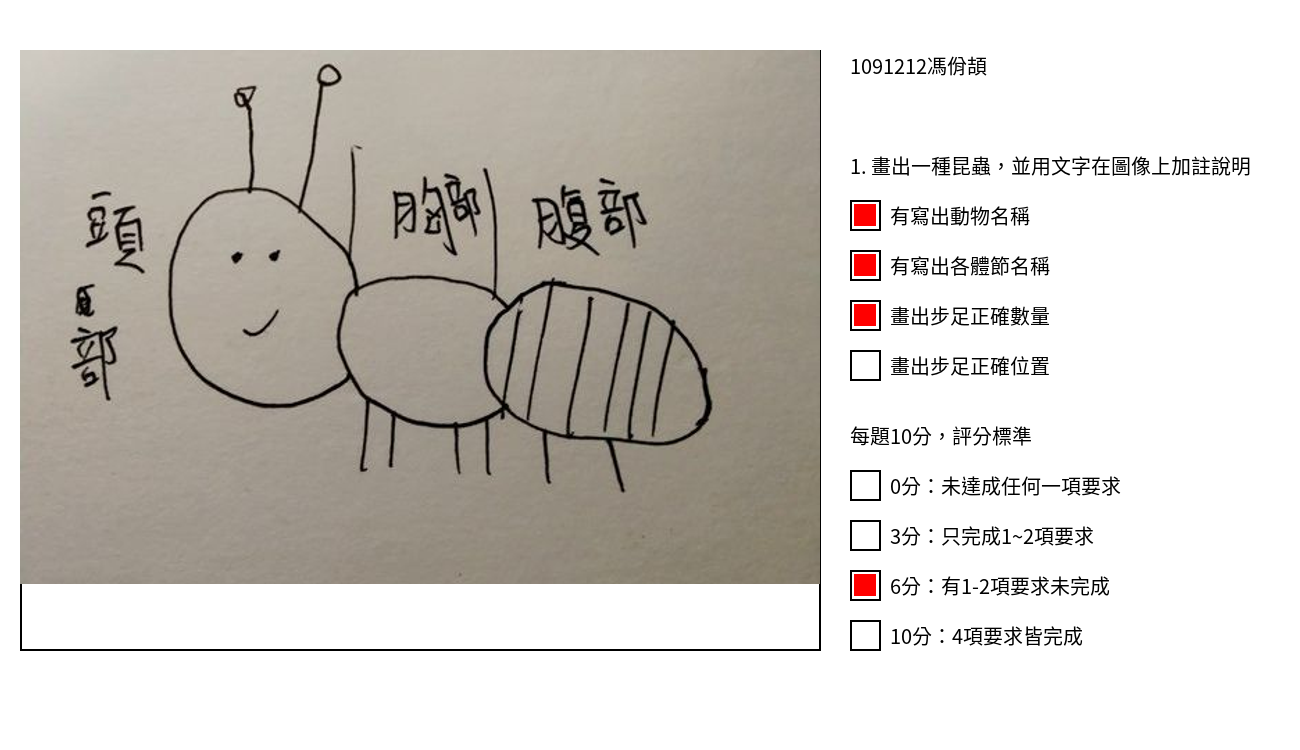 頭部
胸部
腹部
1091212馮佾頡
1. 畫出一種昆蟲，並用文字在圖像上加註說明
有寫出動物名稱
有寫出各體節名稱
畫出步足正確數量
畫出步足正確位置
每題10分，評分標準
0分：未達成任何一項要求
3分：只完成1~2項要求
6分：有1-2項要求未完成
10分：4項要求皆完成